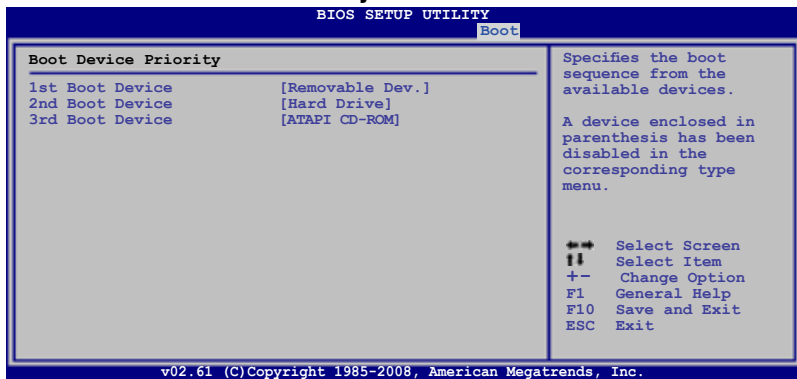 BIOS SETUP UTILITY
Boot
Boot Device Priority
1st Boot Device [Removable Dev.]
2nd Boot Device [Hard Drive]
3rd Boot Device [ATAPI CD-ROM]
Specifies the boot
sequence from the
available devices.
A device enclosed in
parenthesis has been
disabled in the
corresponding type
menu.
Select Screen
Select Item
+- Change Option
F1 General Help
F10 Save and Exit
ESC Exit
v02.61 (C)Copyright 1985-2008, American Megatrends, Inc.